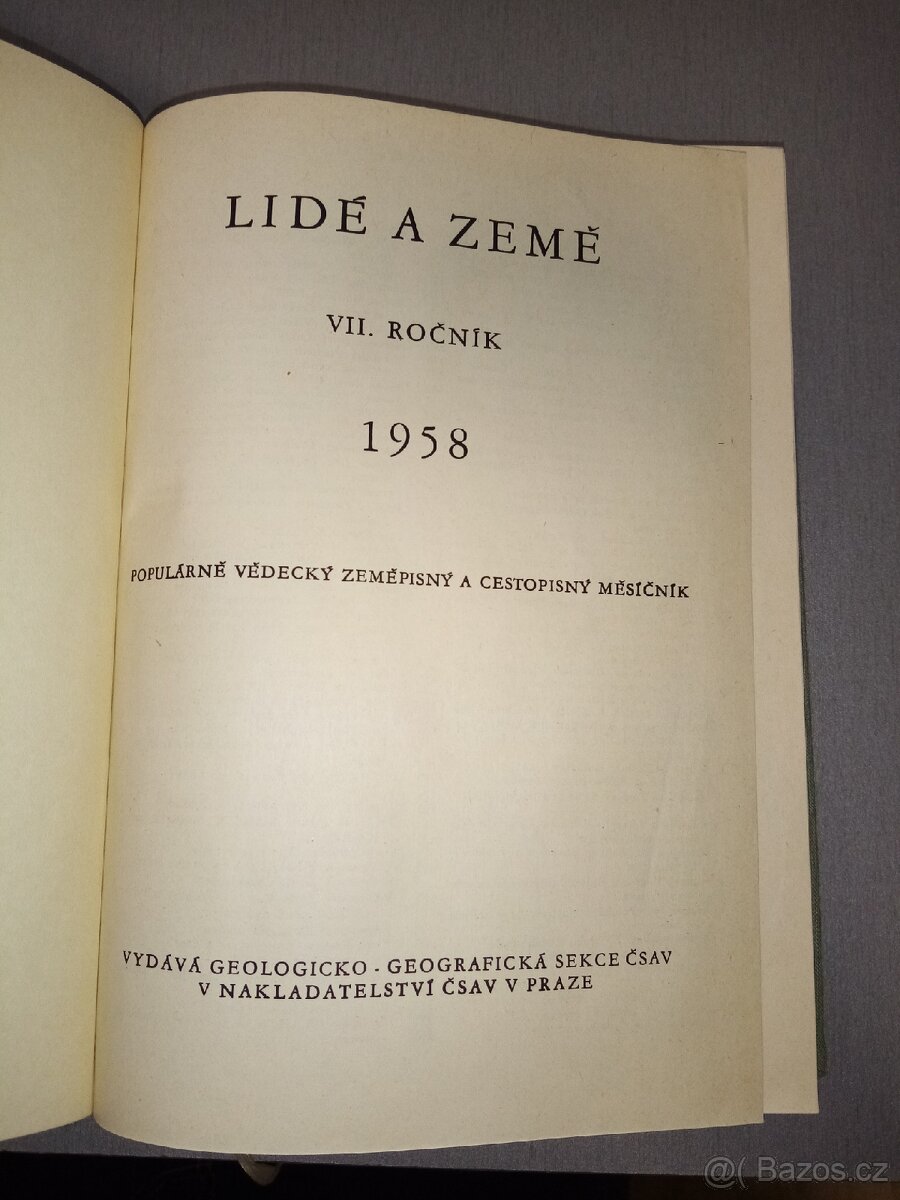 LIDÉ A ZEMĚ
VII. ROČNÍK
1958
POPULÁRNĚ VĚDECKÝ ZEMĚPISNÝ A CESTOPISNÝ MĚSÍČNÍK
VYDÁVÁ GEOLOGICKO - GEOGRAFICKÁ SEKCE ČSAV
V NAKLADATELSTVÍ ČSAV V PRAZE
@( Bazos.cz